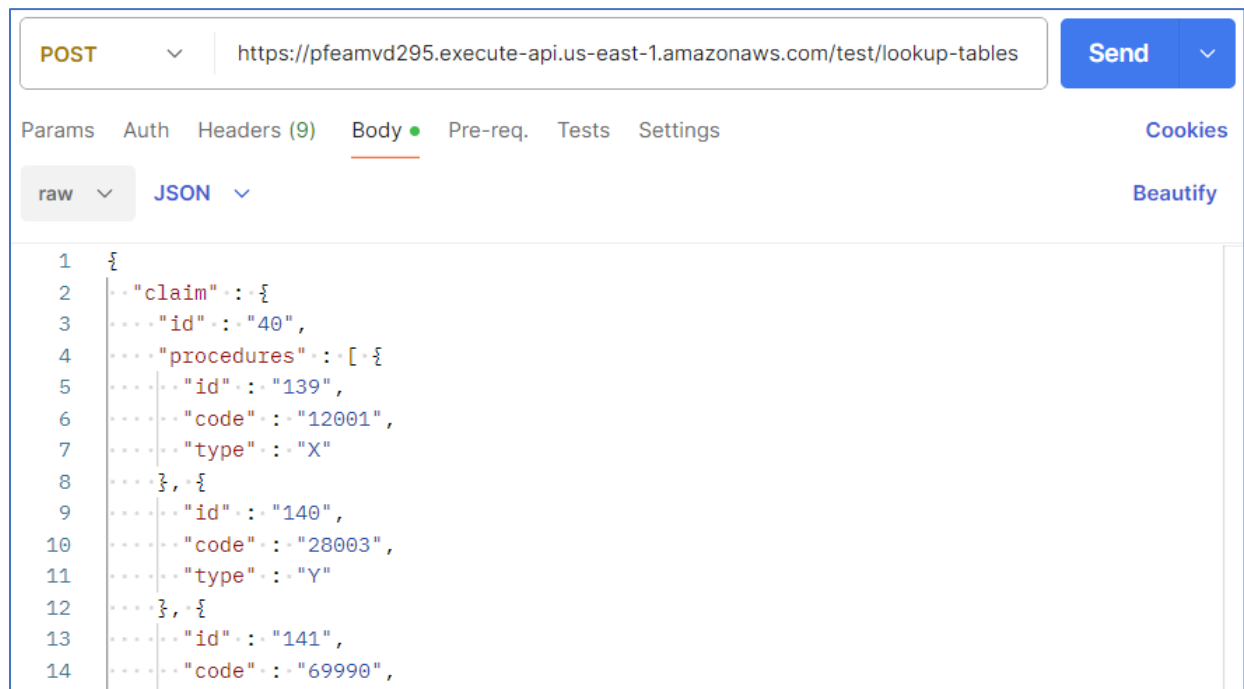 POST https://pfeamvd295.execute-api.us-east-1.amazonaws.com/test/lookup-tables Send
Params Auth Headers (9) Body Pre-req. Tests Settings Cookies
raw JSON Beautify
1 {
2 "claim" : {
3 "id" : "40",
4 "procedures" : [ {
5 "id" : "139",
6 "code" : "12001",
7 "type" : "X"
8 }, {
9 "id" : "140",
10 "code" : "28003",
11 "type" : "Y"
12 }, {
13 "id" : "141",
14 "code" : "69990",